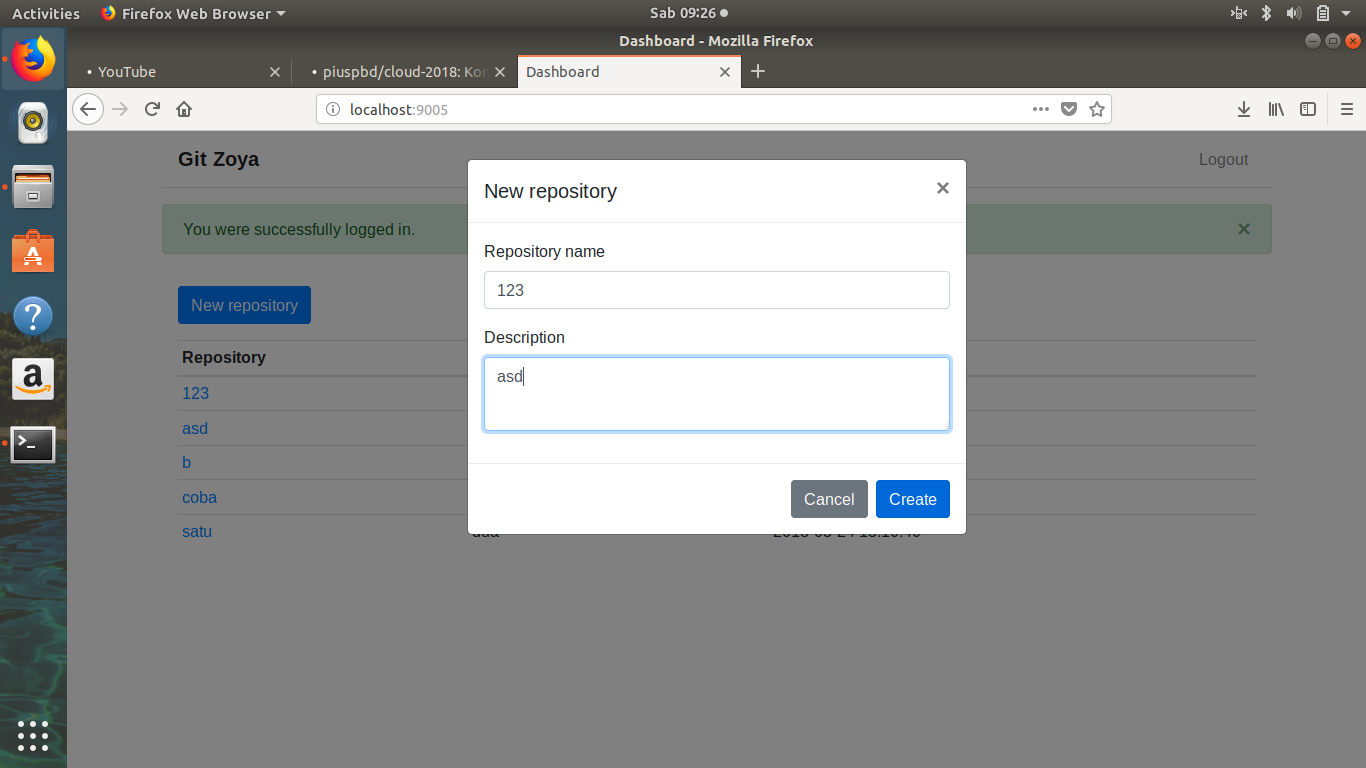 Activities Firefox Web Browser Sab 09:26
Dashboard - Mozilla Firefox
• YouTube • piuspbd/cloud-2018: Kor Dashboard
localhost:9005
Git Zoya Logout
You were successfully logged in.
New repository
Repository
123
asd
b
coba
satu
New repository
Repository name
123
Description
asd
Cancel Create